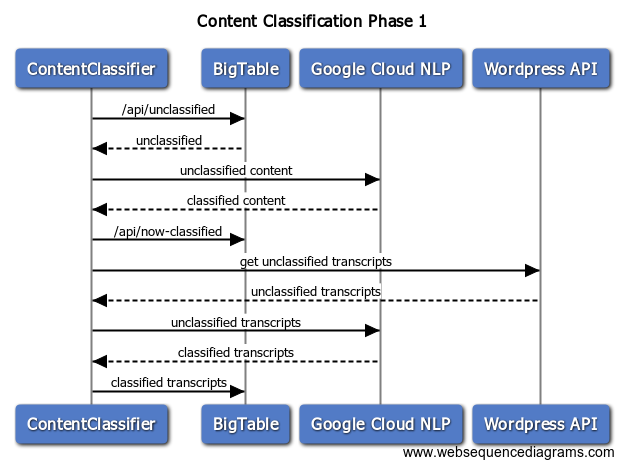 Content Classification Phase 1
ContentClassifier BigTable Google Cloud NLP Wordpress API
/api/unclassified
unclassified
unclassified content
classified content
/api/now-classified
get unclassified transcripts
unclassified transcripts
unclassified transcripts
classified transcripts
classified transcripts
ContentClassifier BigTable Google Cloud NLP Wordpress API
www.websequencediagrams.com